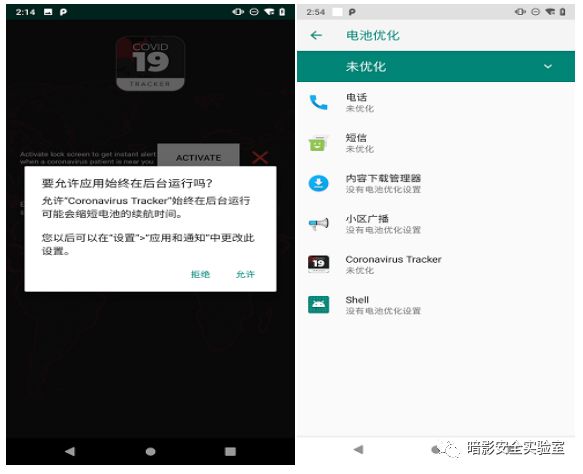 2:14
COVID
19
TRACKER
Activate lock screen to get instant alert
when a coronavirus patient is near you
ACTIVATE
要允许应用始终在后台运行吗?
允许"Coronavirus Tracker"始终在后台运行
可能会缩短电池的续航时间。
您以后可以在"设置">"应用和通知"中更改此
设置。
拒绝 允许
2:54
电池优化
未优化
电话
未优化
短信
未优化
内容下载管理器
没有电池优化设置
小区广播
没有电池优化设置
19
Coronavirus Tracker
未优化
Shell
没有电池优化设置
暗影安全实验室